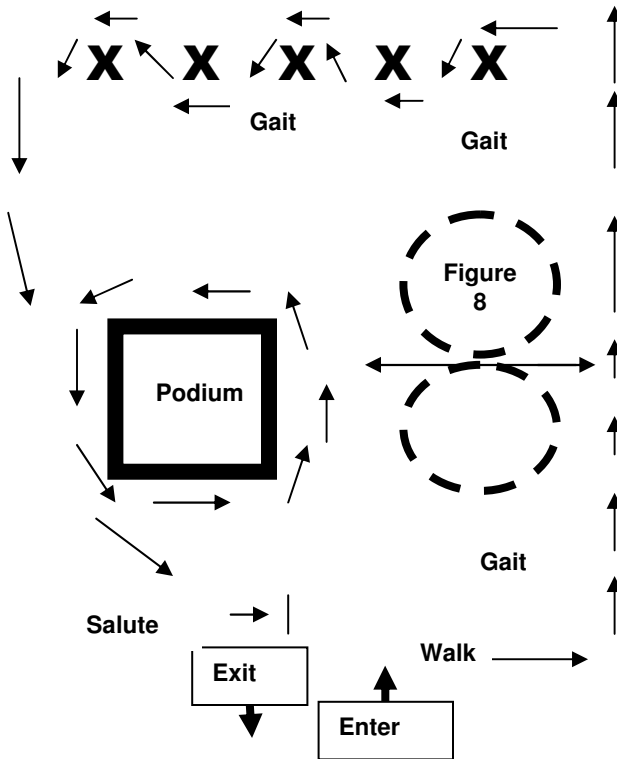 X X X X X
Gait
Gait
Figure
8
Podium
Gait
Salute
Walk
Exit
Enter